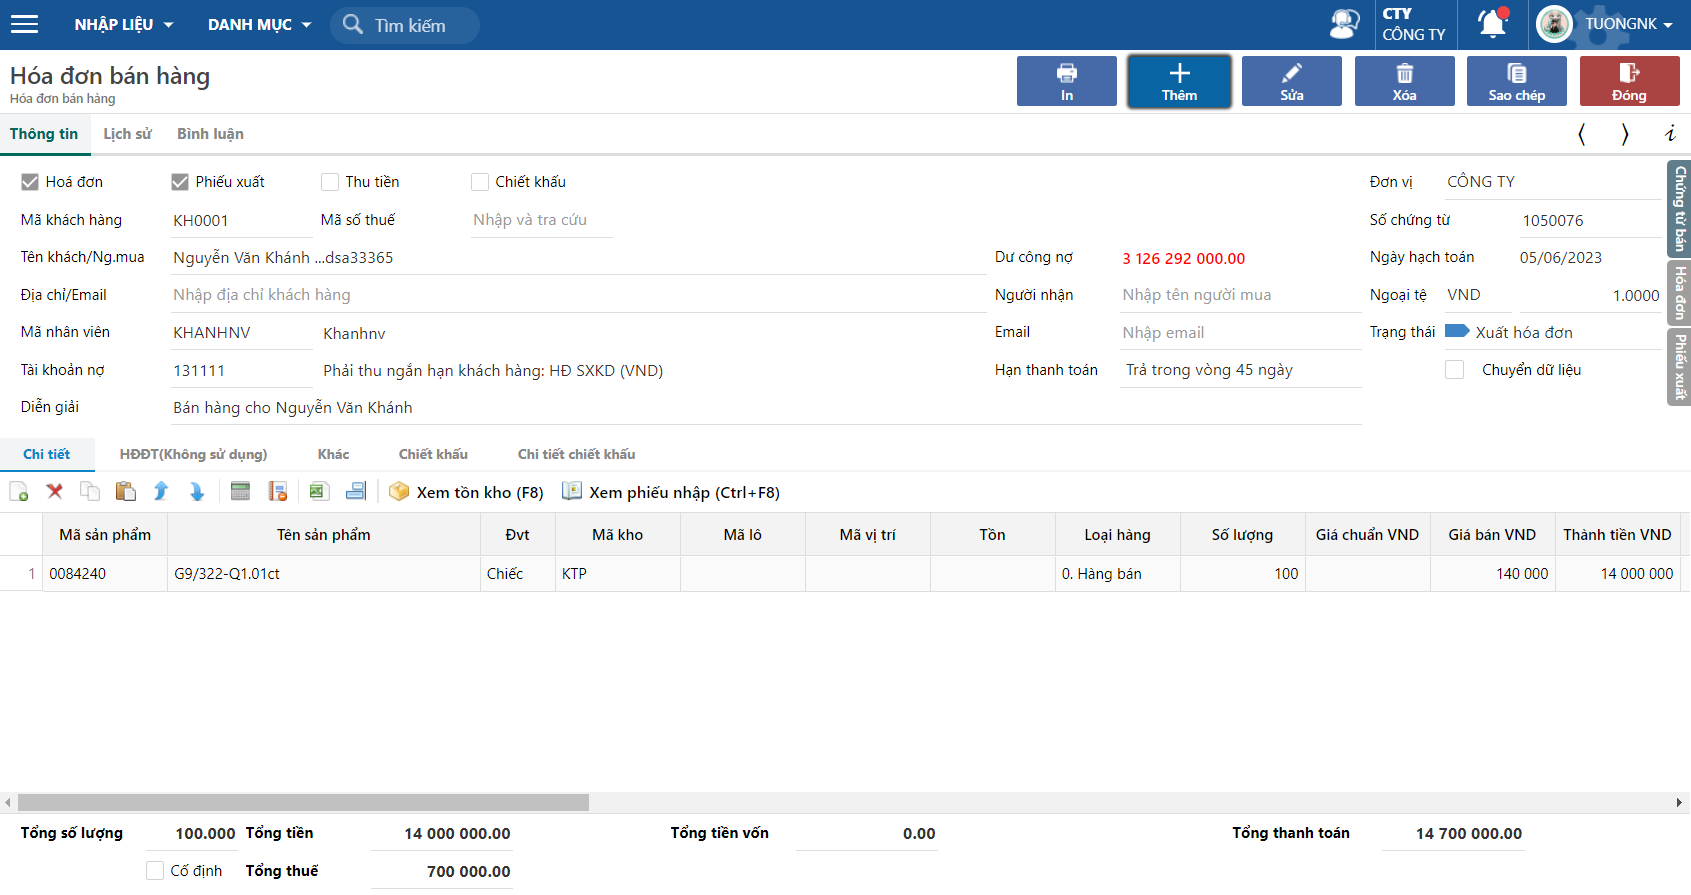 NHẬP LIỆU DANH MỤC Tìm kiếm CTY CÔNG TY TUONGNK
Hóa đơn bán hàng
Hóa đơn bán hàng
In Thêm Sửa Xóa Sao chép Đóng
Thông tin Lịch sử Bình luận
Hoá đơn Phiếu xuất Thu tiền Chiết khấu Đơn vị CÔNG TY
Mã khách hàng KH0001 Mã số thuế Nhập và tra cứu Số chứng từ 1050076
Tên khách/Ng.mua Nguyễn Văn Khánh ...dsa33365 Dư công nợ 3 126 292 000.00 Ngày hạch toán 05/06/2023
Địa chỉ/Email Nhập địa chỉ khách hàng Người nhận Nhập tên người mua Ngoại tệ VND 1.0000
Mã nhân viên KHANHNV Khanhnv Email Nhập email Trạng thái Xuất hóa đơn
Tài khoản nợ 131111 Phải thu ngắn hạn khách hàng: HĐ SXKD (VND) Hạn thanh toán Trả trong vòng 45 ngày Chuyển dữ liệu
Diễn giải Bán hàng cho Nguyễn Văn Khánh
Chứng từ bán
Hóa đơn
Phiếu xuất
Chi tiết HĐĐT(Không sử dụng) Khác Chiết khấu Chi tiết chiết khấu
Xem tồn kho (F8) Xem phiếu nhập (Ctrl+F8)
Mã sản phẩm Tên sản phẩm Đvt Mã kho Mã lô Mã vị trí Tồn Loại hàng Số lượng Giá chuẩn VND Giá bán VND Thành tiền VND
1 0084240 G9/322-Q1.01ct Chiếc KTP 0. Hàng bán 100 140 000 14 000 000
Tổng số lượng 100.000 Tổng tiền 14 000 000.00 Tổng tiền vốn 0.00 Tổng thanh toán 14 700 000.00
Cố định Tổng thuế 700 000.00